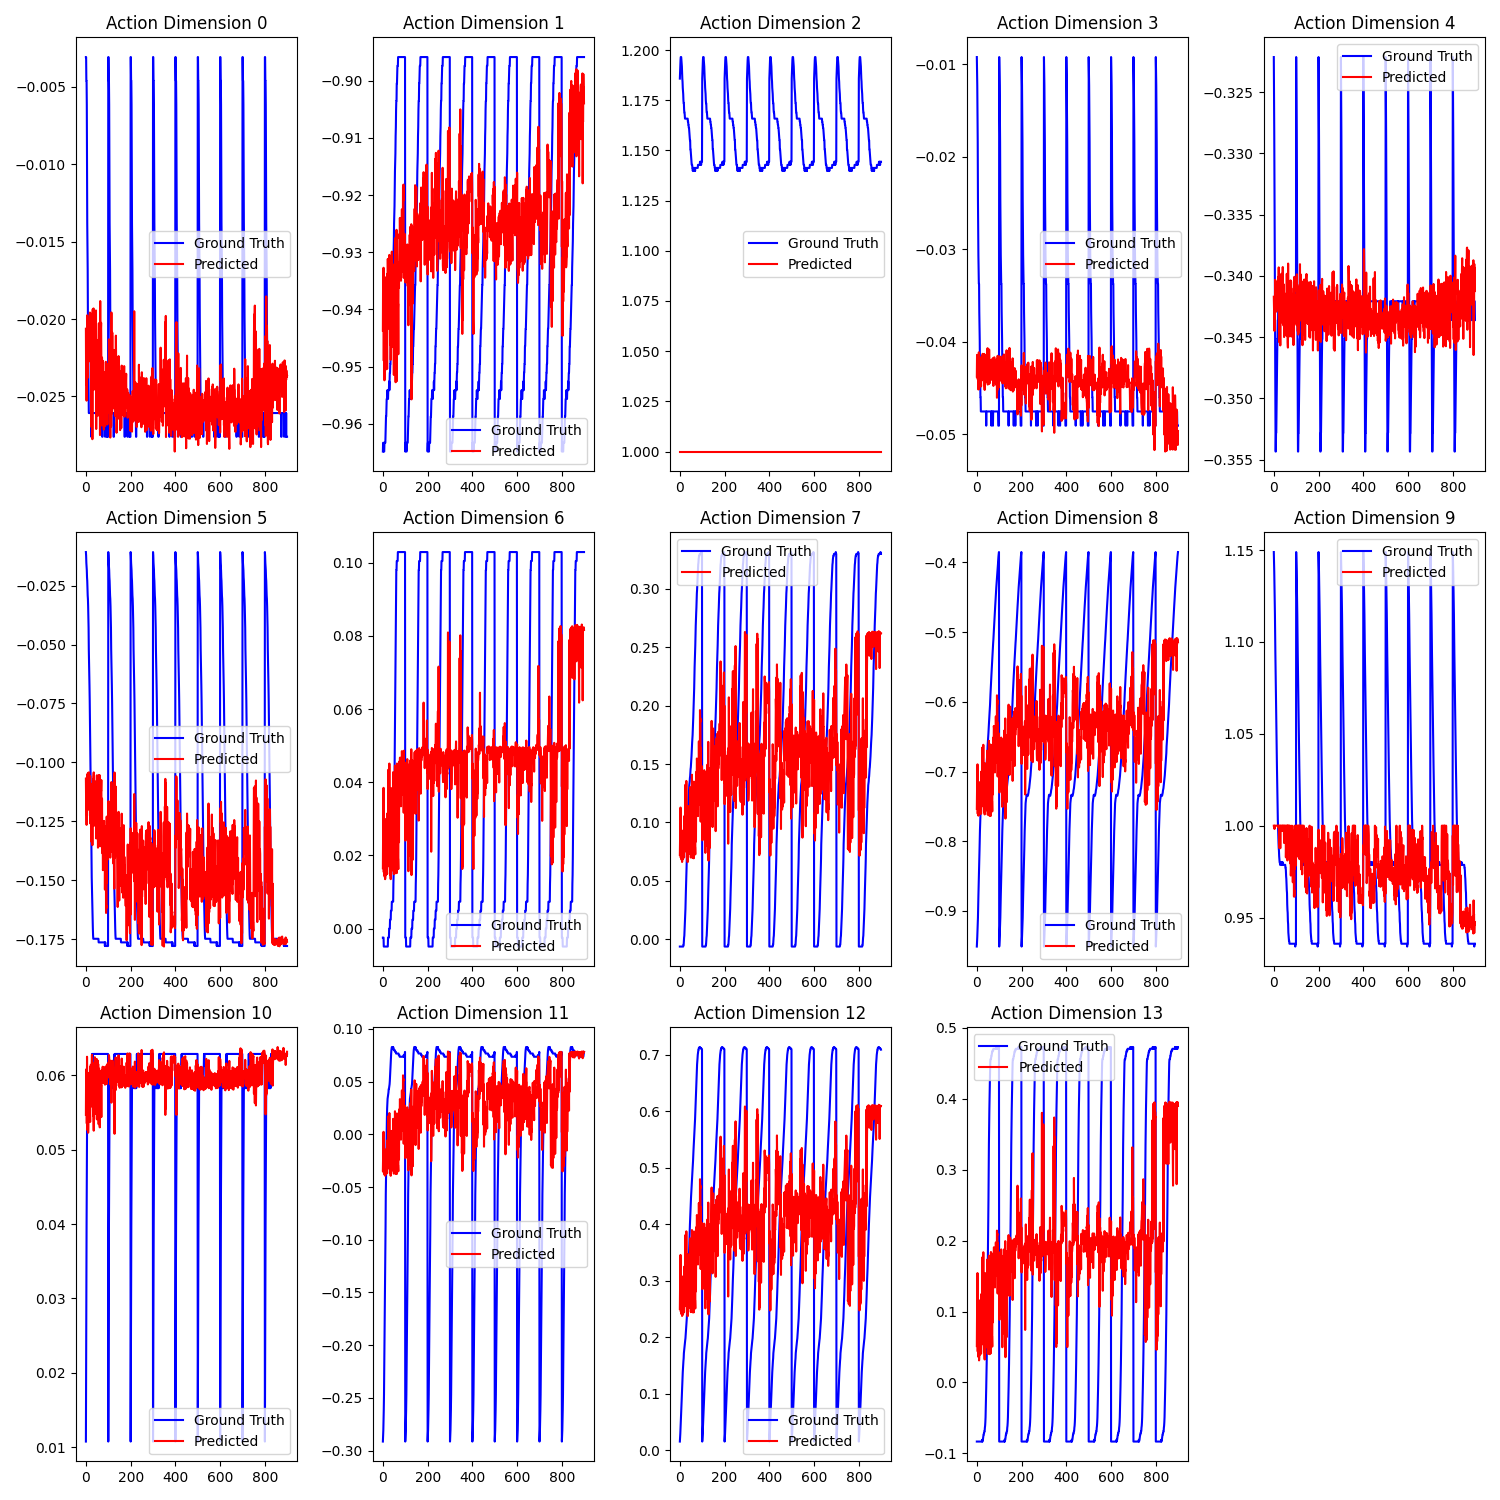 Action Dimension 0
−0.005
−0.010
−0.015
−0.020
−0.025
0 200 400 600 800
Ground Truth
Predicted
Action Dimension 1
−0.90
−0.91
−0.92
−0.93
−0.94
−0.95
−0.96
0 200 400 600 800
Ground Truth
Predicted
Action Dimension 2
1.200
1.175
1.150
1.125
1.100
1.075
1.050
1.025
1.000
0 200 400 600 800
Ground Truth
Predicted
Action Dimension 3
−0.01
−0.02
−0.03
−0.04
−0.05
0 200 400 600 800
Ground Truth
Predicted
Action Dimension 4
−0.325
−0.330
−0.335
−0.340
−0.345
−0.350
−0.355
0 200 400 600 800
Ground Truth
Predicted
Action Dimension 5
−0.025
−0.050
−0.075
−0.100
−0.125
−0.150
−0.175
0 200 400 600 800
Ground Truth
Predicted
Action Dimension 6
0.10
0.08
0.06
0.04
0.02
0.00
0 200 400 600 800
Ground Truth
Predicted
Action Dimension 7
0.30
0.25
0.20
0.15
0.10
0.05
0.00
0 200 400 600 800
Ground Truth
Predicted
Action Dimension 8
−0.4
−0.5
−0.6
−0.7
−0.8
−0.9
0 200 400 600 800
Ground Truth
Predicted
Action Dimension 9
1.15
1.10
1.05
1.00
0.95
0 200 400 600 800
Ground Truth
Predicted
Action Dimension 10
0.06
0.05
0.04
0.03
0.02
0.01
0 200 400 600 800
Ground Truth
Predicted
Action Dimension 11
0.10
0.05
0.00
−0.05
−0.10
−0.15
−0.20
−0.25
−0.30
0 200 400 600 800
Ground Truth
Predicted
Action Dimension 12
0.7
0.6
0.5
0.4
0.3
0.2
0.1
0.0
0 200 400 600 800
Ground Truth
Predicted
Action Dimension 13
0.5
0.4
0.3
0.2
0.1
0.0
−0.1
0 200 400 600 800
Ground Truth
Predicted